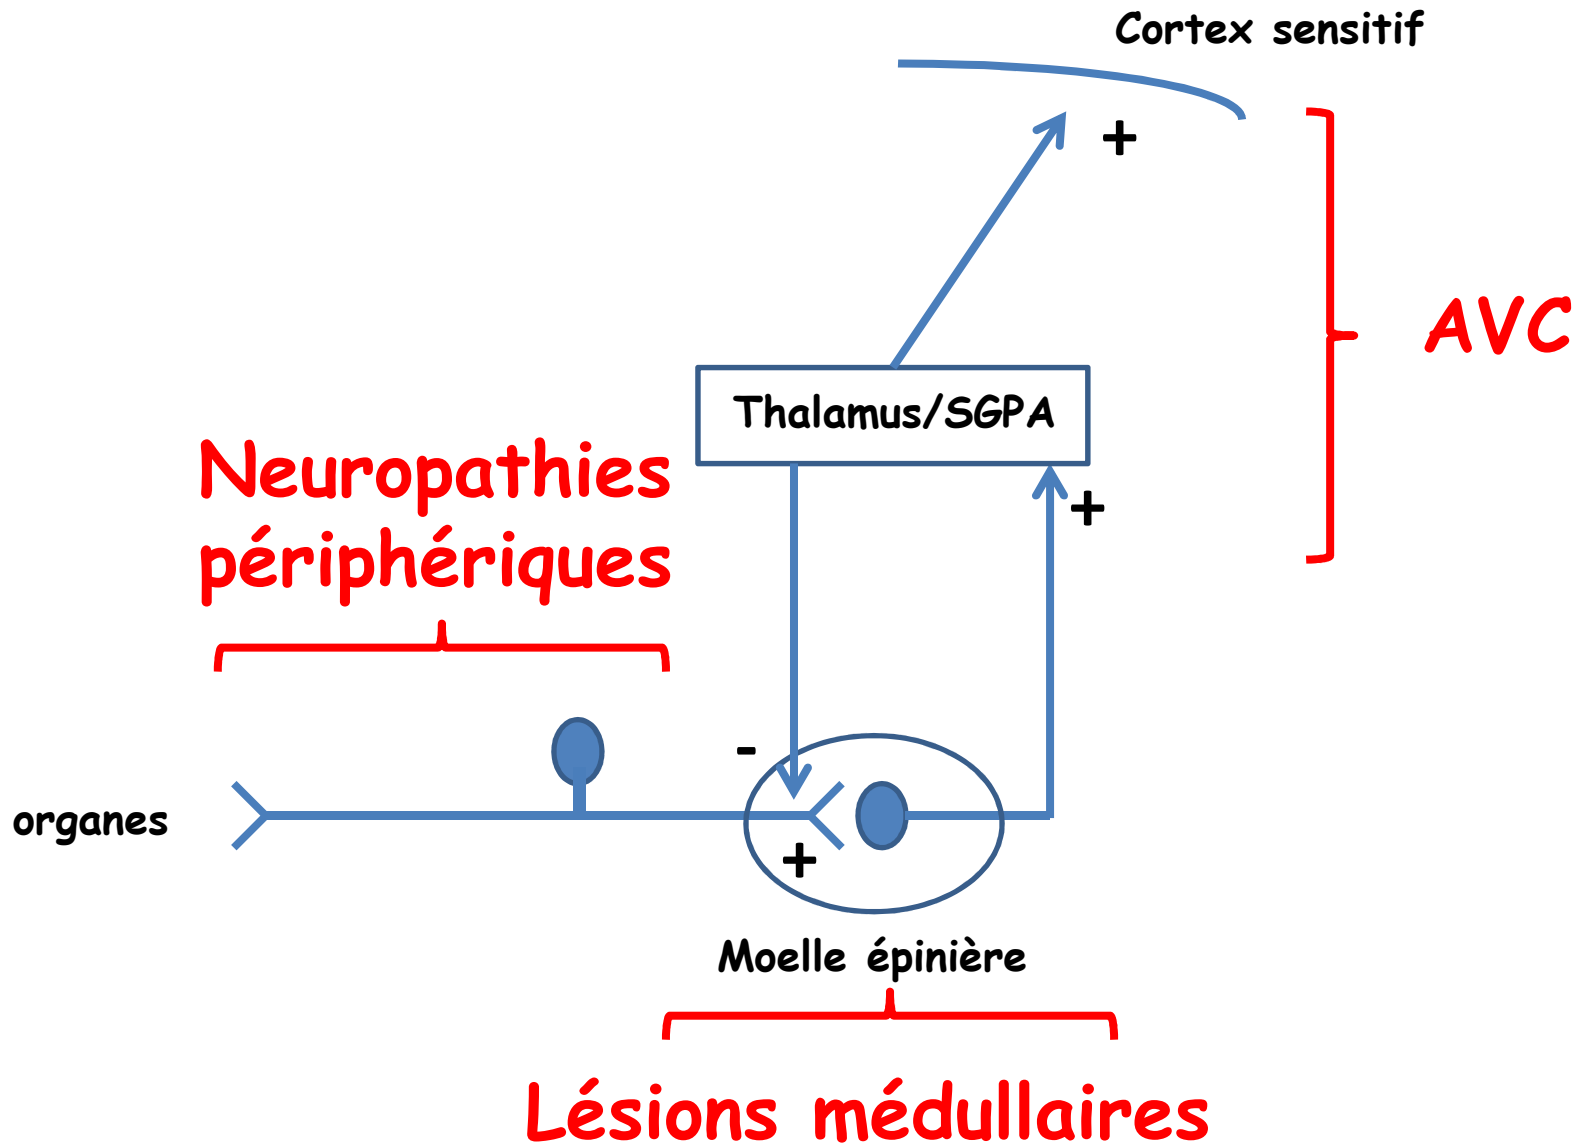 Cortex sensitif
+
AVC
Thalamus/SGPA
Neuropathies
périphériques
+
-
organes
+
Moelle épinière
Lésions médullaires